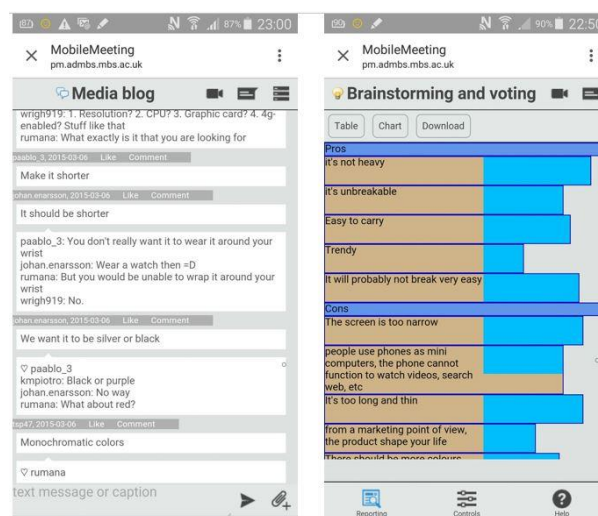 87% 23:00
MobileMeeting
pm.admbs.mbs.ac.uk
Media blog
wrigh919: 1. Resolution? 2. CPU? 3. Graphic card? 4. 4g-
enabled? Stuff like that
rumana: What exactly is it that you are looking for
paablo_3, 2015-03-06 Like Comment
Make it shorter
johan.enarsson, 2015-03-06 Like Comment
It should be shorter
paablo_3: You don't really want it to wear it around your
wrist
johan.enarsson: Wear a watch then =D
rumana: But you would be unable to wrap it around your
wrist
wrigh919: No.
johan.enarsson, 2015-03-06 Like Comment
We want it to be silver or black
♡ paablo_3
kmpiotro: Black or purple
johan.enarsson: No way
rumana: What about red?
tsp47, 2015-03-06 Like Comment
Monochromatic colors
♡ rumana
text message or caption
90% 22:50
MobileMeeting
pm.admbs.mbs.ac.uk
Brainstorming and voting
Table Chart Download
Pros
it's not heavy
it's unbreakable
Easy to carry
Trendy
It will probably not break very easy
Cons
The screen is too narrow
people use phones as mini
computers, the phone cannot
function to watch videos, search
web, etc
It's too long and thin
from a marketing point of view,
the product shape your life
There should be more colours
Reporting Controls Help